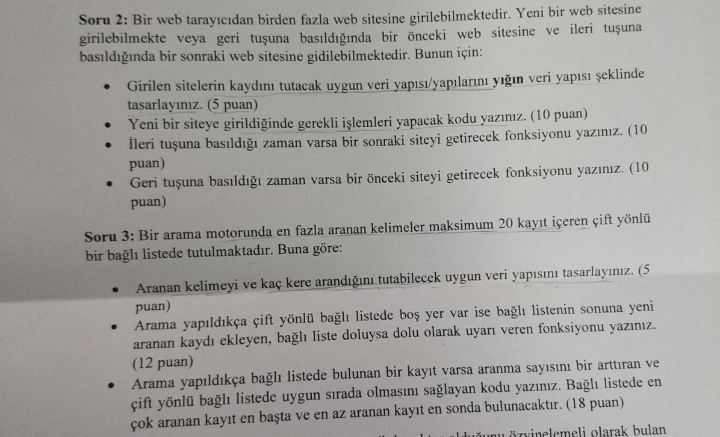 Soru 2: Bir web tarayıcıdan birden fazla web sitesine girilebilmektedir. Yeni bir web sitesine
girilebilmekte veya geri tuşuna basıldığında bir önceki web sitesine ve ileri tuşuna
basıldığında bir sonraki web sitesine gidilebilmektedir. Bunun için:
• Girilen sitelerin kaydını tutacak uygun veri yapısı/yapılarını yığın veri yapısı şeklinde
tasarlayınız. (5 puan)
• Yeni bir siteye girildiğinde gerekli işlemleri yapacak kodu yazınız. (10 puan)
• İleri tuşuna basıldığı zaman varsa bir sonraki siteyi getirecek fonksiyonu yazınız. (10
puan)
• Geri tuşuna basıldığı zaman varsa bir önceki siteyi getirecek fonksiyonu yazınız. (10
puan)
Soru 3: Bir arama motorunda en fazla aranan kelimeler maksimum 20 kayıt içeren çift yönlü
bir bağlı listede tutulmaktadır. Buna göre:
• Aranan kelimeyi ve kaç kere arandığını tutabilecek uygun veri yapısını tasarlayınız. (5
puan)
• Arama yapıldıkça çift yönlü bağlı listede boş yer var ise bağlı listenin sonuna yeni
aranan kaydı ekleyen, bağlı liste doluysa dolu olarak uyarı veren fonksiyonu yazınız.
(12 puan)
• Arama yapıldıkça bağlı listede bulunan bir kayıt varsa aranma sayısını bir arttıran ve
çift yönlü bağlı listede uygun sırada olmasını sağlayan kodu yazınız. Bağlı listede en
çok aranan kayıt en başta ve en az aranan kayıt en sonda bulunacaktır. (18 puan)
olduğunu özyinelemeli olarak bulan